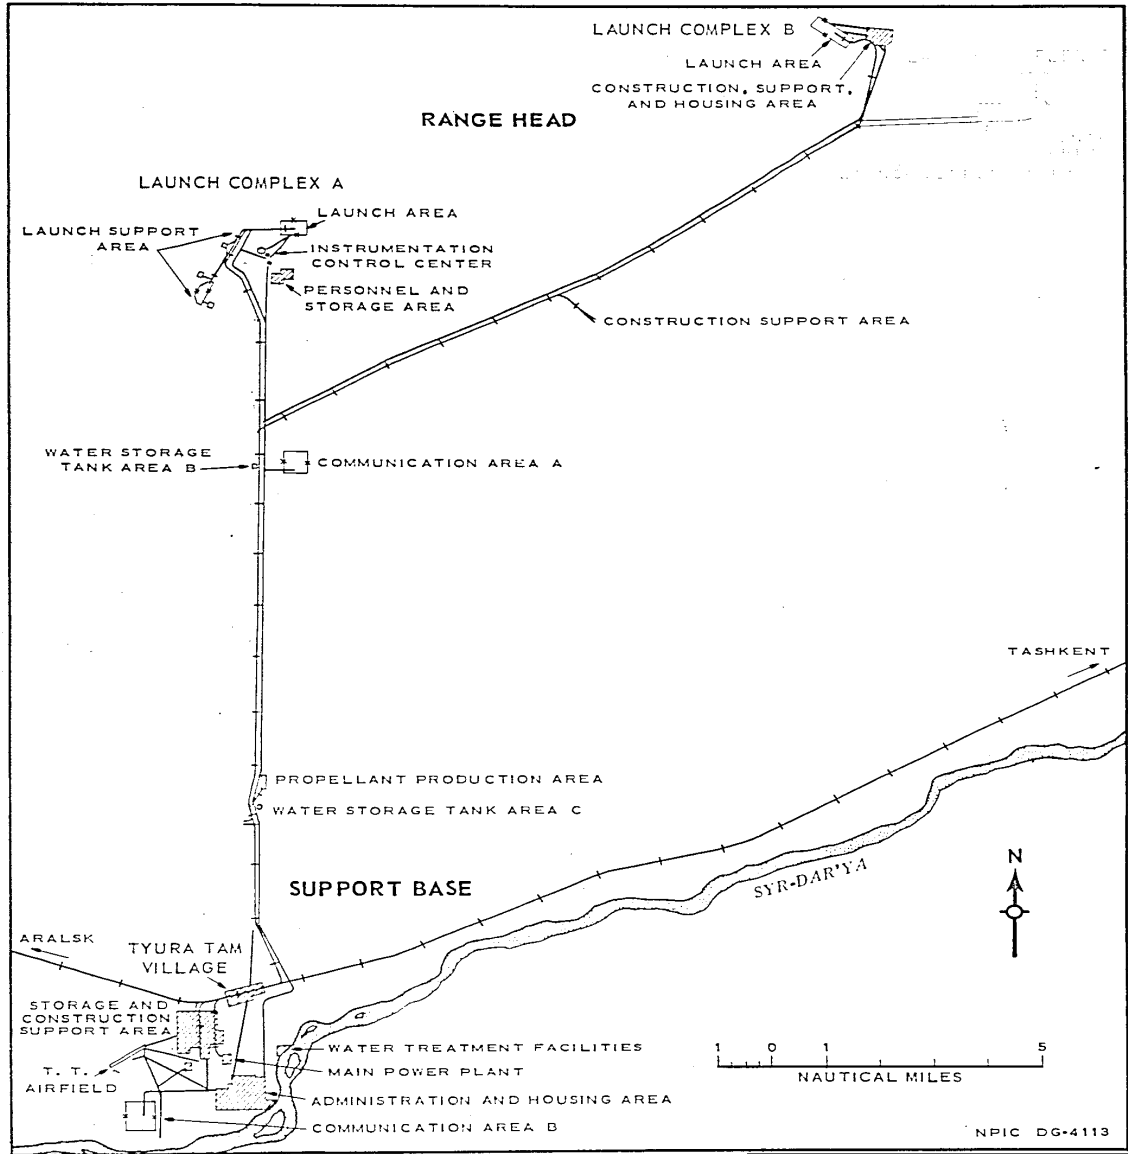 LAUNCH COMPLEX B
LAUNCH AREA
CONSTRUCTION, SUPPORT,
AND HOUSING AREA
RANGE HEAD
LAUNCH COMPLEX A
LAUNCH AREA
LAUNCH SUPPORT
AREA
INSTRUMENTATION
CONTROL CENTER
PERSONNEL AND
STORAGE AREA
CONSTRUCTION SUPPORT AREA
WATER STORAGE
TANK AREA B
COMMUNICATION AREA A
TASHKENT
PROPELLANT PRODUCTION AREA
WATER STORAGE TANK AREA C
SUPPORT BASE
SYR-DAR'YA
N
ARALSK
TYURA TAM
VILLAGE
STORAGE AND
CONSTRUCTION
SUPPORT AREA
T. T.
AIRFIELD
WATER TREATMENT FACILITIES
MAIN POWER PLANT
ADMINISTRATION AND HOUSING AREA
COMMUNICATION AREA B
1 0 1 5
NAUTICAL MILES
NPIC DG-4113